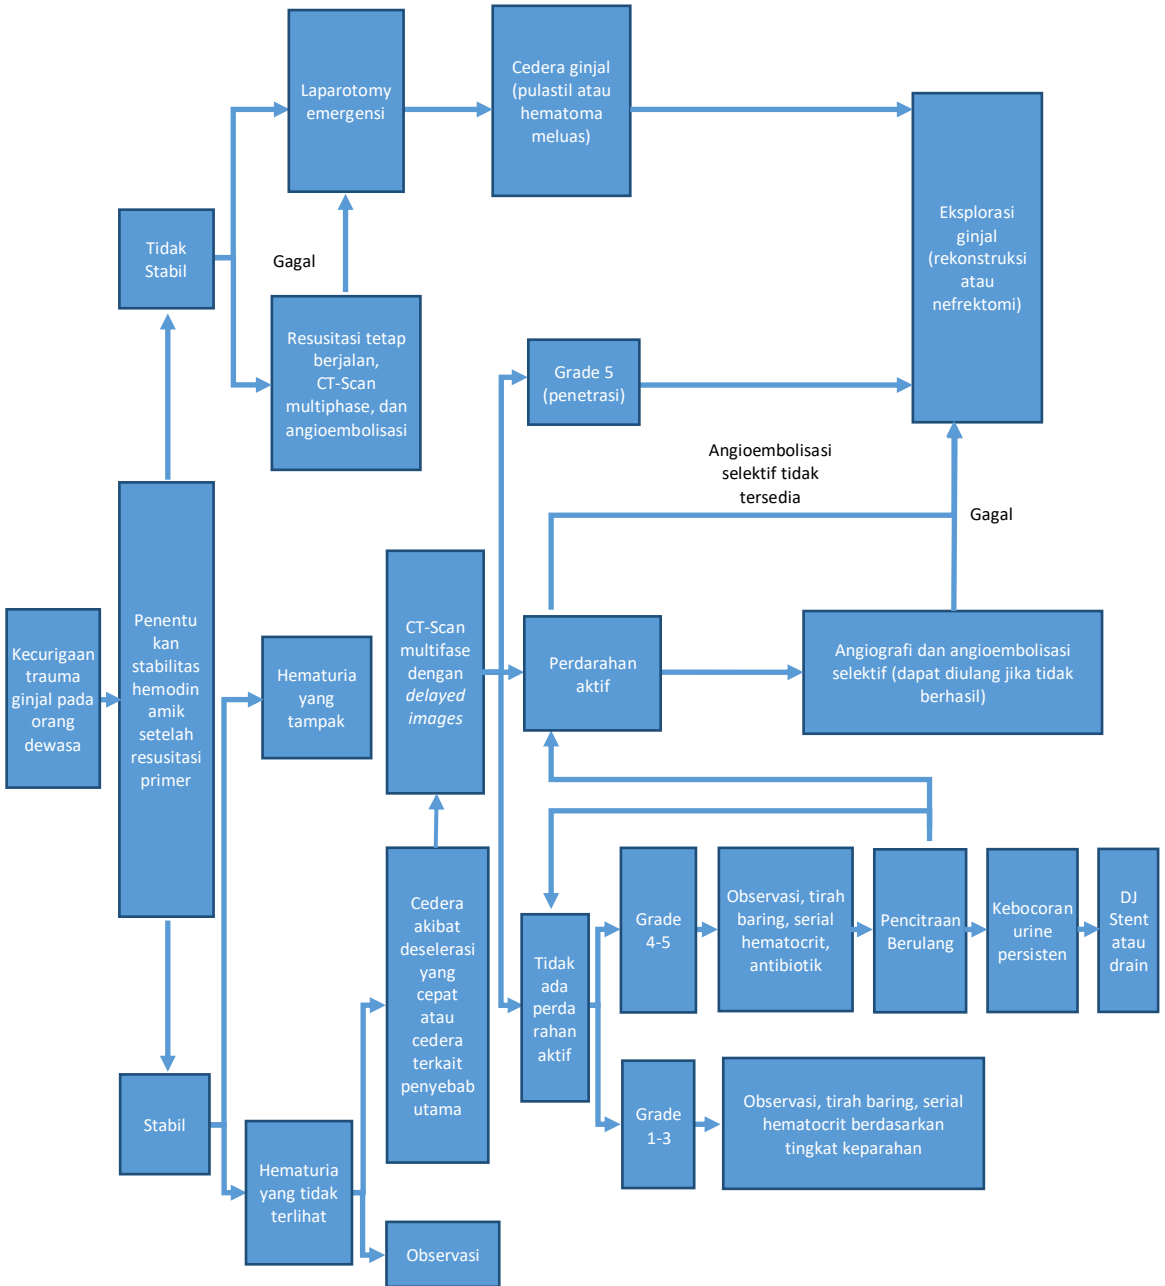 Laparotomy
emergensi
Cedera ginjal
(pulastil atau
hematoma
meluas)
Eksplorasi
ginjal
(rekonstruksi
atau
nefrektomi)
Tidak
Stabil
Gagal
Resusitasi tetap
berjalan,
CT-Scan
multiphase, dan
angioembolisasi
Grade 5
(penetrasi)
Angioembolisasi
selektif tidak
tersedia
Gagal
Kecurigaan
trauma
ginjal pada
orang
dewasa
Penentu
kan
stabilitas
hemodin
amik
setelah
resusitasi
primer
Hematuria
yang
tampak
CT-Scan
multifase
dengan
delayed
images
Perdarahan
aktif
Angiografi dan angioembolisasi
selektif (dapat diulang jika tidak
berhasil)
Cedera
akibat
deselerasi
yang
cepat
atau
cedera
terkait
penyebab
utama
Tidak
ada
perda
rahan
aktif
Grade
4-5
Observasi, tirah
baring, serial
hematocrit,
antibiotik
Pencitraan
Berulang
Kebocoran
urine
persisten
DJ
Stent
atau
drain
Grade
1-3
Observasi, tirah baring, serial
hematocrit berdasarkan
tingkat keparahan
Stabil
Hematuria
yang tidak
terlihat
Observasi